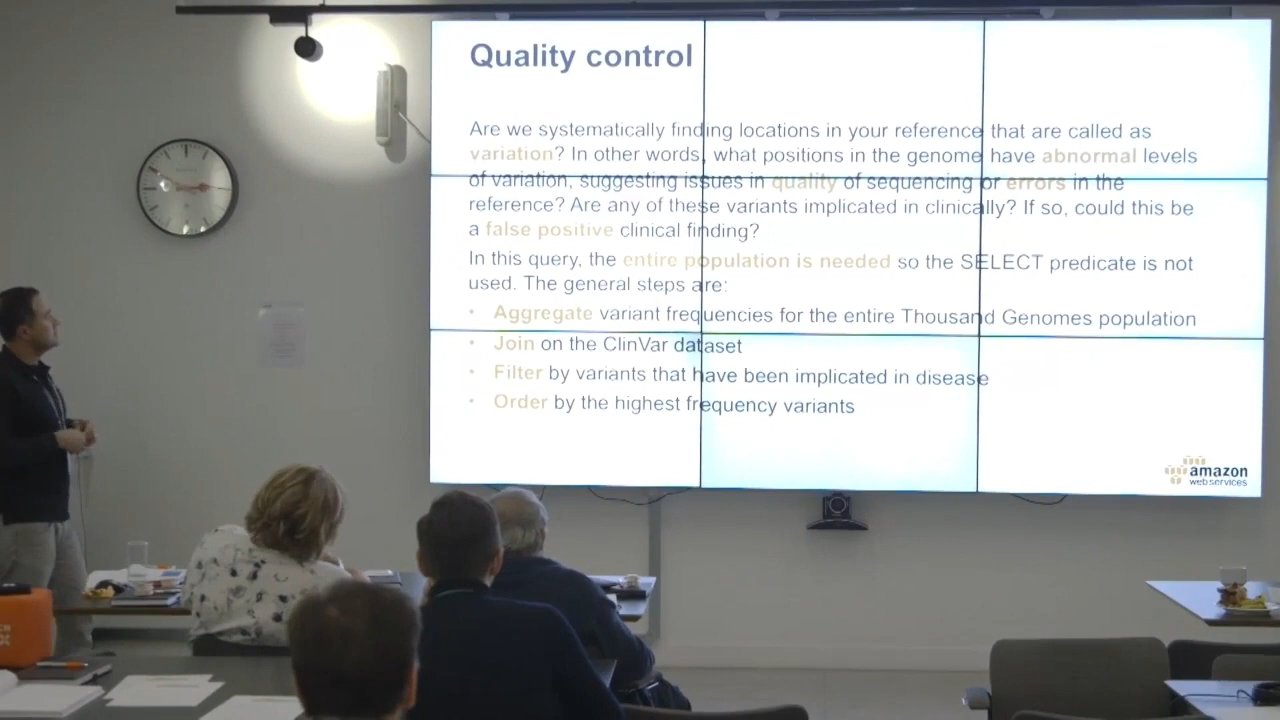 Quality control
Are we systematically finding locations in your reference that are called as
variation? In other words, what positions in the genome have abnormal levels
of variation, suggesting issues in quality of sequencing or errors in the
reference? Are any of these variants implicated in clinically? If so, could this be
a false positive clinical finding?
In this query, the entire population is needed so the SELECT predicate is not
used. The general steps are:
• Aggregate variant frequencies for the entire Thousand Genomes population
• Join on the ClinVar dataset
• Filter by variants that have been implicated in disease
• Order by the highest frequency variants
amazon
webservices